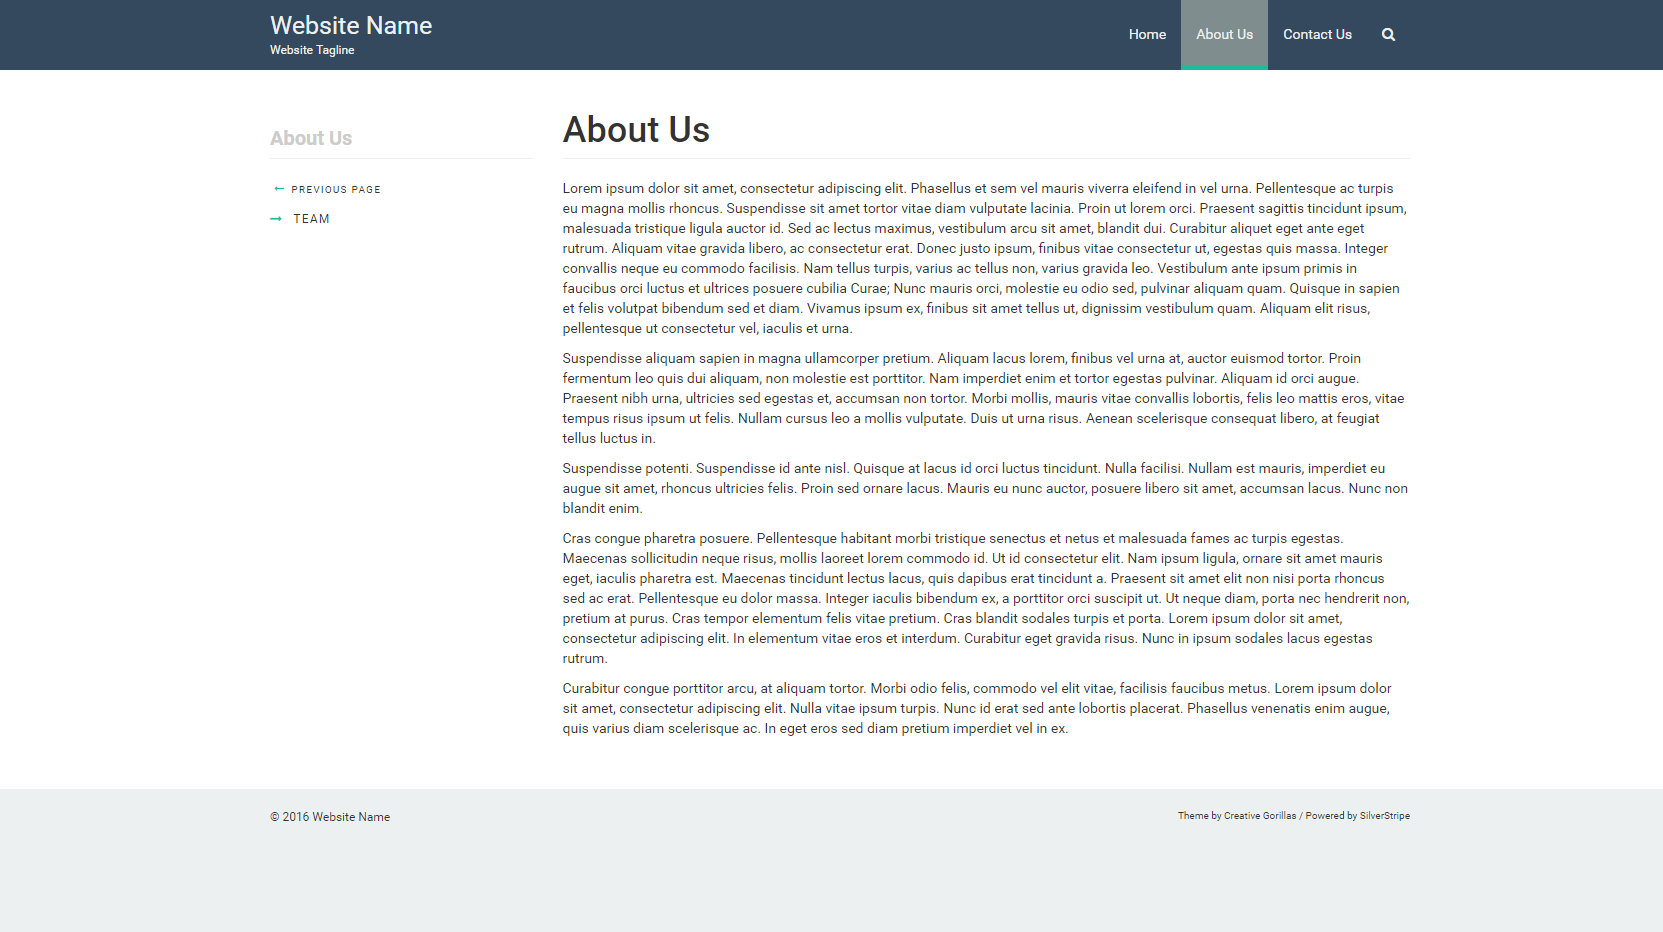 Website Name
Website Tagline
Home
About Us
Contact Us
About Us
← PREVIOUS PAGE
→ TEAM
About Us
Lorem ipsum dolor sit amet, consectetur adipiscing elit. Phasellus et sem vel mauris viverra eleifend in vel urna. Pellentesque ac turpis
eu magna mollis rhoncus. Suspendisse sit amet tortor vitae diam vulputate lacinia. Proin ut lorem orci. Praesent sagittis tincidunt ipsum,
malesuada tristique ligula auctor id. Sed ac lectus maximus, vestibulum arcu sit amet, blandit dui. Curabitur aliquet eget ante eget
rutrum. Aliquam vitae gravida libero, ac consectetur erat. Donec justo ipsum, finibus vitae consectetur ut, egestas quis massa. Integer
convallis neque eu commodo facilisis. Nam tellus turpis, varius ac tellus non, varius gravida leo. Vestibulum ante ipsum primis in
faucibus orci luctus et ultrices posuere cubilia Curae; Nunc mauris orci, molestie eu odio sed, pulvinar aliquam quam. Quisque in sapien
et felis volutpat bibendum sed et diam. Vivamus ipsum ex, finibus sit amet tellus ut, dignissim vestibulum quam. Aliquam elit risus,
pellentesque ut consectetur vel, iaculis et urna.
Suspendisse aliquam sapien in magna ullamcorper pretium. Aliquam lacus lorem, finibus vel urna at, auctor euismod tortor. Proin
fermentum leo quis dui aliquam, non molestie est porttitor. Nam imperdiet enim et tortor egestas pulvinar. Aliquam id orci augue.
Praesent nibh urna, ultricies sed egestas et, accumsan non tortor. Morbi mollis, mauris vitae convallis lobortis, felis leo mattis eros, vitae
tempus risus ipsum ut felis. Nullam cursus leo a mollis vulputate. Duis ut urna risus. Aenean scelerisque consequat libero, at feugiat
tellus luctus in.
Suspendisse potenti. Suspendisse id ante nisl. Quisque at lacus id orci luctus tincidunt. Nulla facilisi. Nullam est mauris, imperdiet eu
augue sit amet, rhoncus ultricies felis. Proin sed ornare lacus. Mauris eu nunc auctor, posuere libero sit amet, accumsan lacus. Nunc non
blandit enim.
Cras congue pharetra posuere. Pellentesque habitant morbi tristique senectus et netus et malesuada fames ac turpis egestas.
Maecenas sollicitudin neque risus, mollis laoreet lorem commodo id. Ut id consectetur elit. Nam ipsum ligula, ornare sit amet mauris
eget, iaculis pharetra est. Maecenas tincidunt lectus lacus, quis dapibus erat tincidunt a. Praesent sit amet elit non nisi porta rhoncus
sed ac erat. Pellentesque eu dolor massa. Integer iaculis bibendum ex, a porttitor orci suscipit ut. Ut neque diam, porta nec hendrerit non,
pretium at purus. Cras tempor elementum felis vitae pretium. Cras blandit sodales turpis et porta. Lorem ipsum dolor sit amet,
consectetur adipiscing elit. In elementum vitae eros et interdum. Curabitur eget gravida risus. Nunc in ipsum sodales lacus egestas
rutrum.
Curabitur congue porttitor arcu, at aliquam tortor. Morbi odio felis, commodo vel elit vitae, facilisis faucibus metus. Lorem ipsum dolor
sit amet, consectetur adipiscing elit. Nulla vitae ipsum turpis. Nunc id erat sed ante lobortis placerat. Phasellus venenatis enim augue,
quis varius diam scelerisque ac. In eget eros sed diam pretium imperdiet vel in ex.
© 2016 Website Name
Theme by Creative Gorillas / Powered by SilverStripe